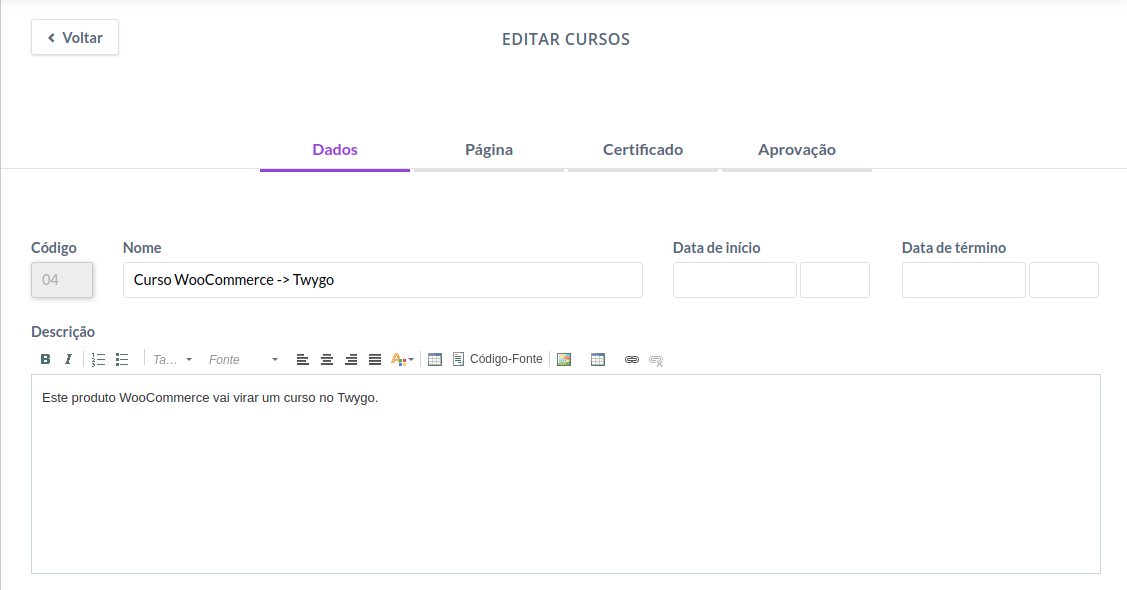 Voltar
EDITAR CURSOS
Dados Página Certificado Aprovação
Código Nome Data de início Data de término
04 Curso WooCommerce -> Twygo
Descrição
B I Ta... Fonte A Código-Fonte
Este produto WooCommerce vai virar um curso no Twygo.